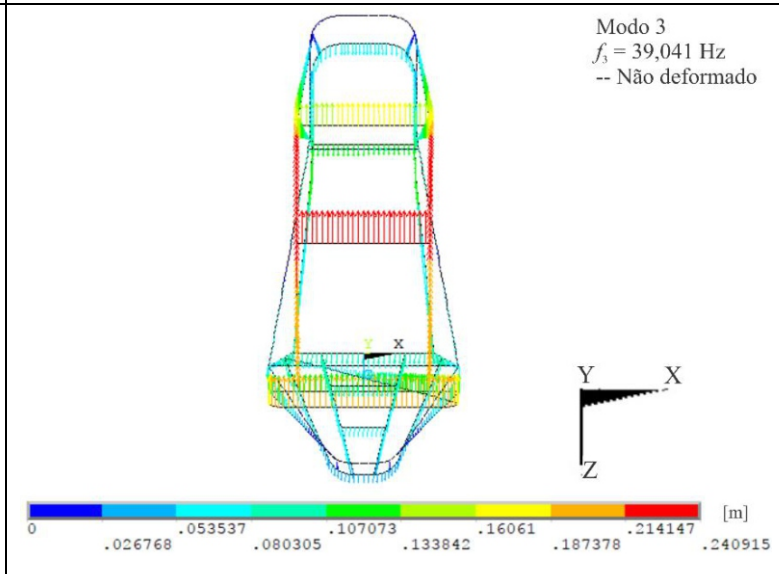 Modo 3
f₃ = 39,041 Hz
-- Não deformado
Y X
Y X
Z
[m]
0 .053537 .107073 .16061 .214147
.026768 .080305 .133842 .187378 .240915